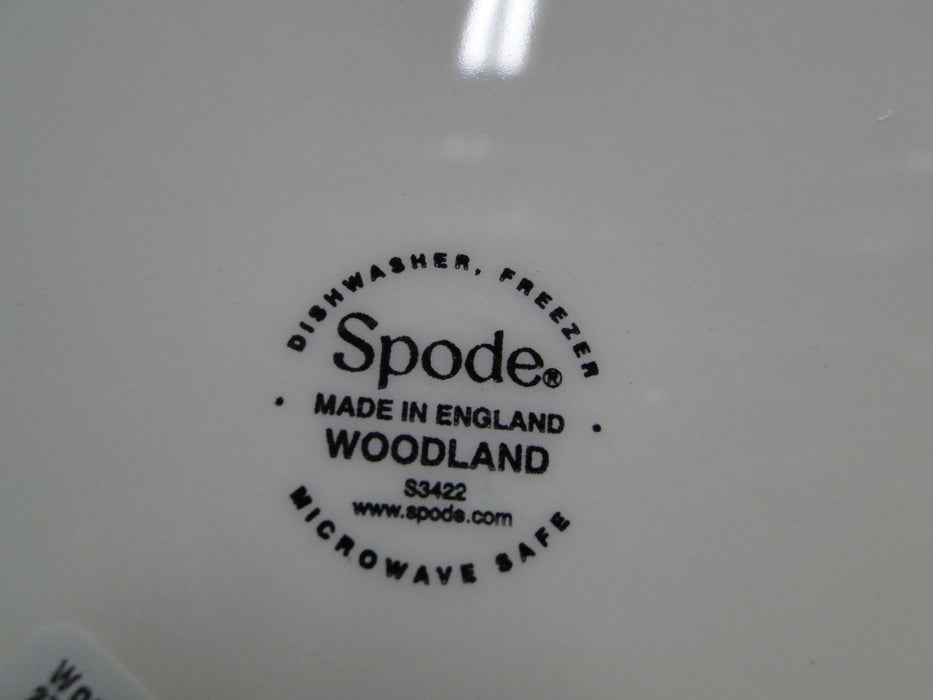 DISHWASHER, FREEZER
Spode®
• MADE IN ENGLAND •
WOODLAND
S3422
www.spode.com
MICROWAVE SAFE